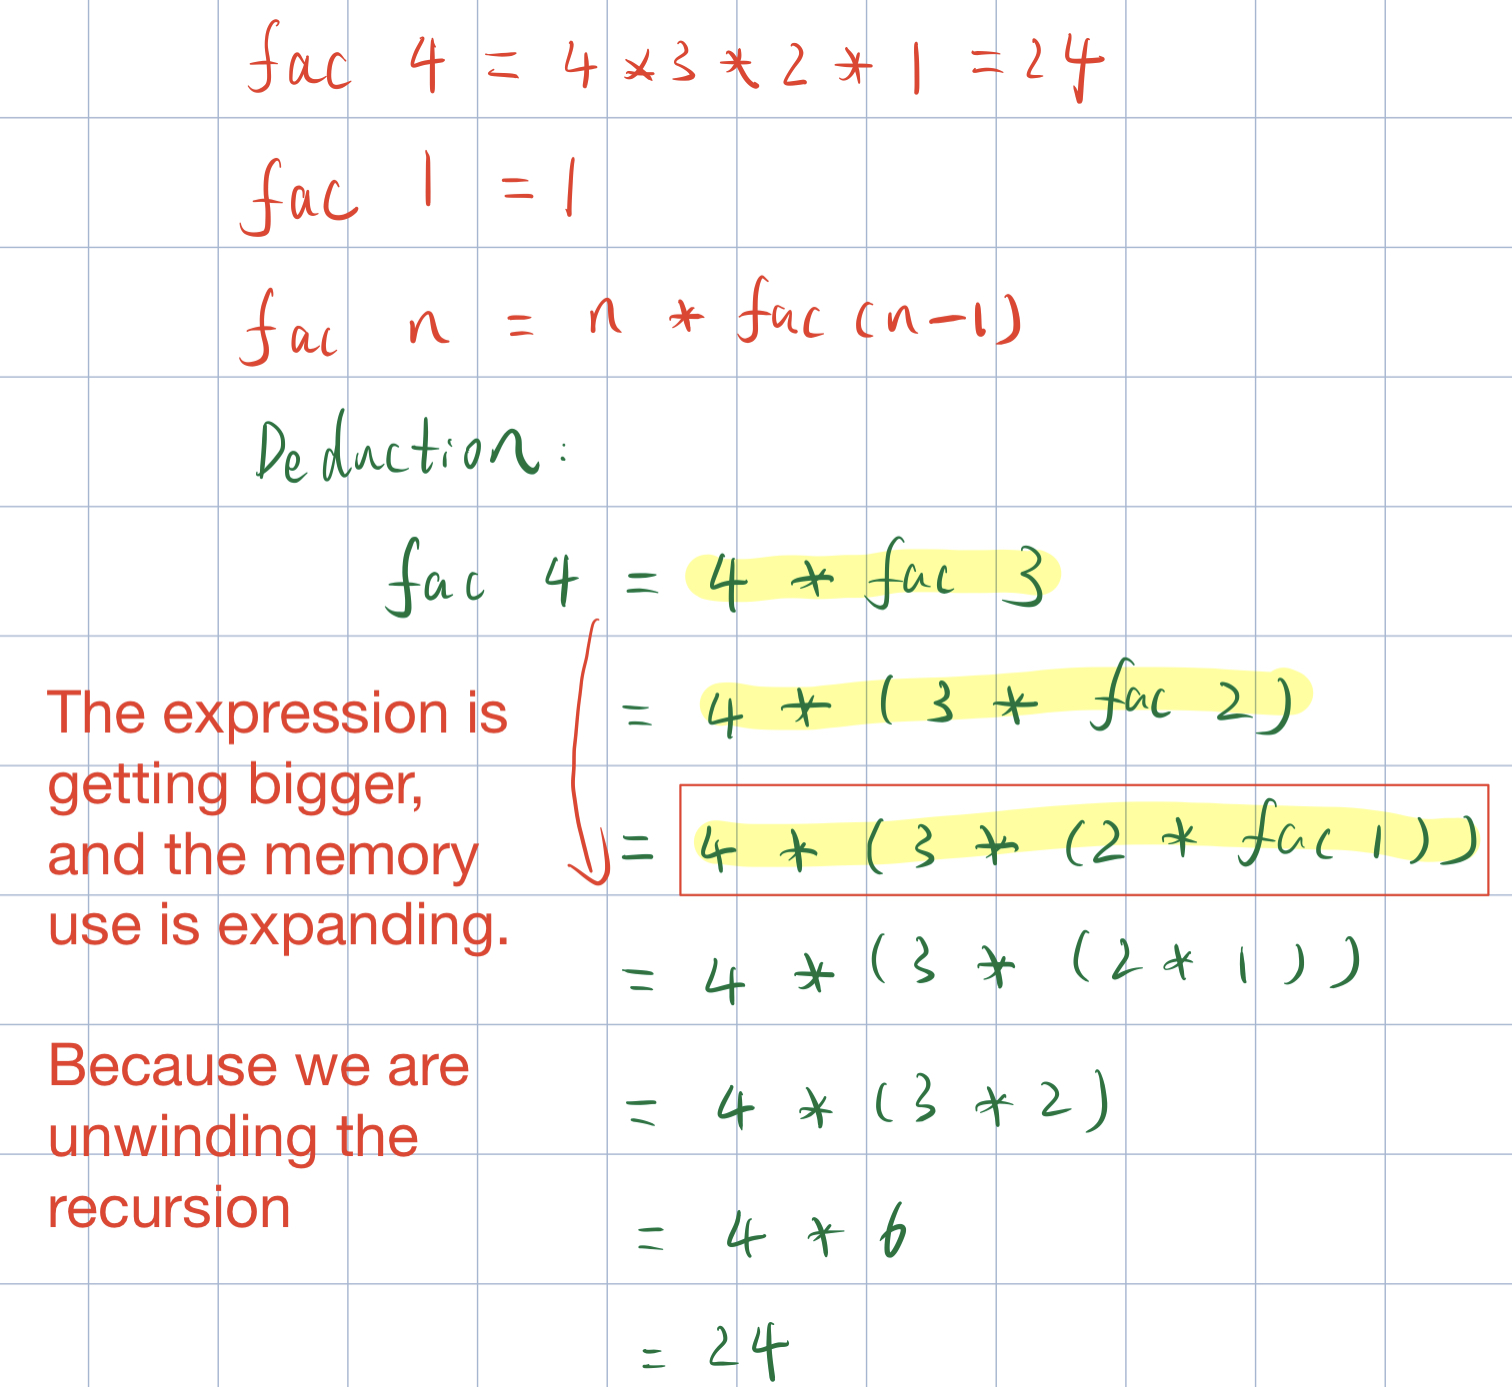 fac 4 = 4 * 3 * 2 * 1 = 24
fac 1 = 1
fac n = n * fac (n-1)
Deduction:
fac 4 = 4 * fac 3
= 4 * (3 * fac 2)
= 4 * (3 * (2 * fac 1))
= 4 * (3 * (2 * 1))
= 4 * (3 * 2)
= 4 * 6
= 24
The expression is
getting bigger,
and the memory
use is expanding.
Because we are
unwinding the
recursion